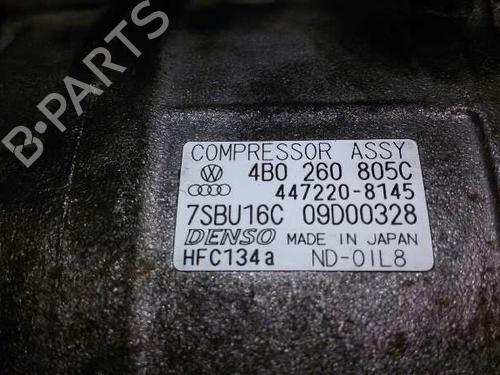 B-PARTS
COMPRESSOR ASSY
4B0 260 805C
447220-8145
7SBU16C 09D00328
DENSO MADE IN JAPAN
HFC134a ND-OIL8